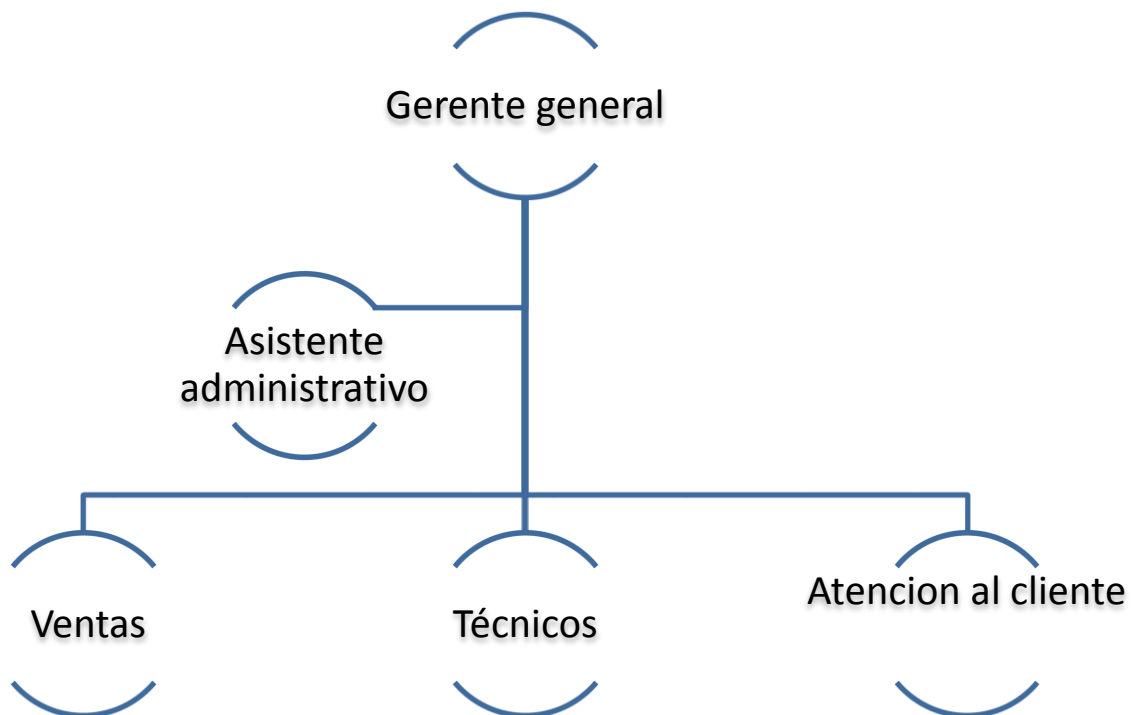 Gerente general
Asistente
administrativo
Ventas
Técnicos
Atencion al cliente